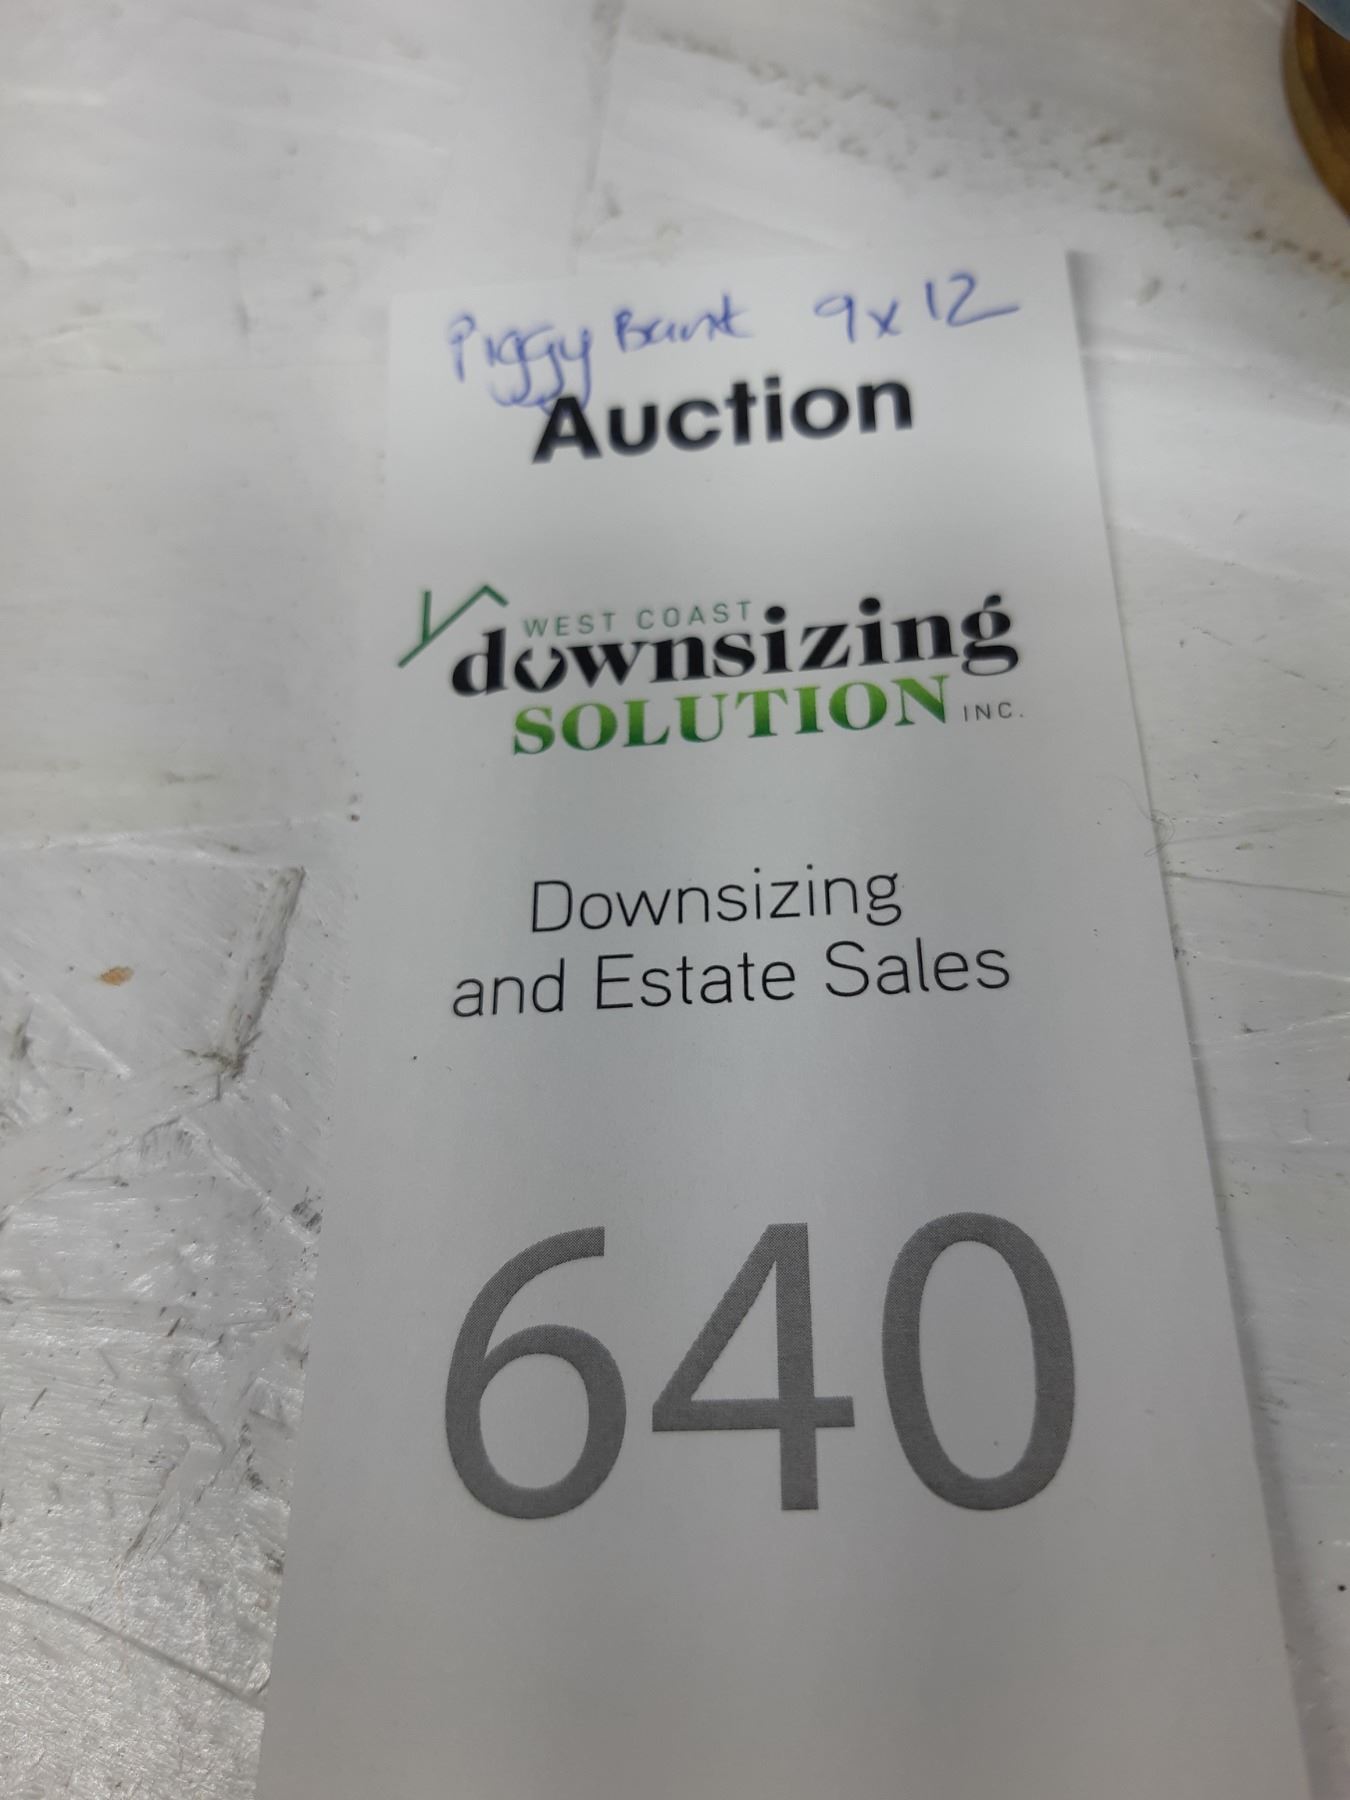 Piggy Bank 9x12
Auction
WEST COAST
downsizing
SOLUTION INC.
Downsizing
and Estate Sales
640